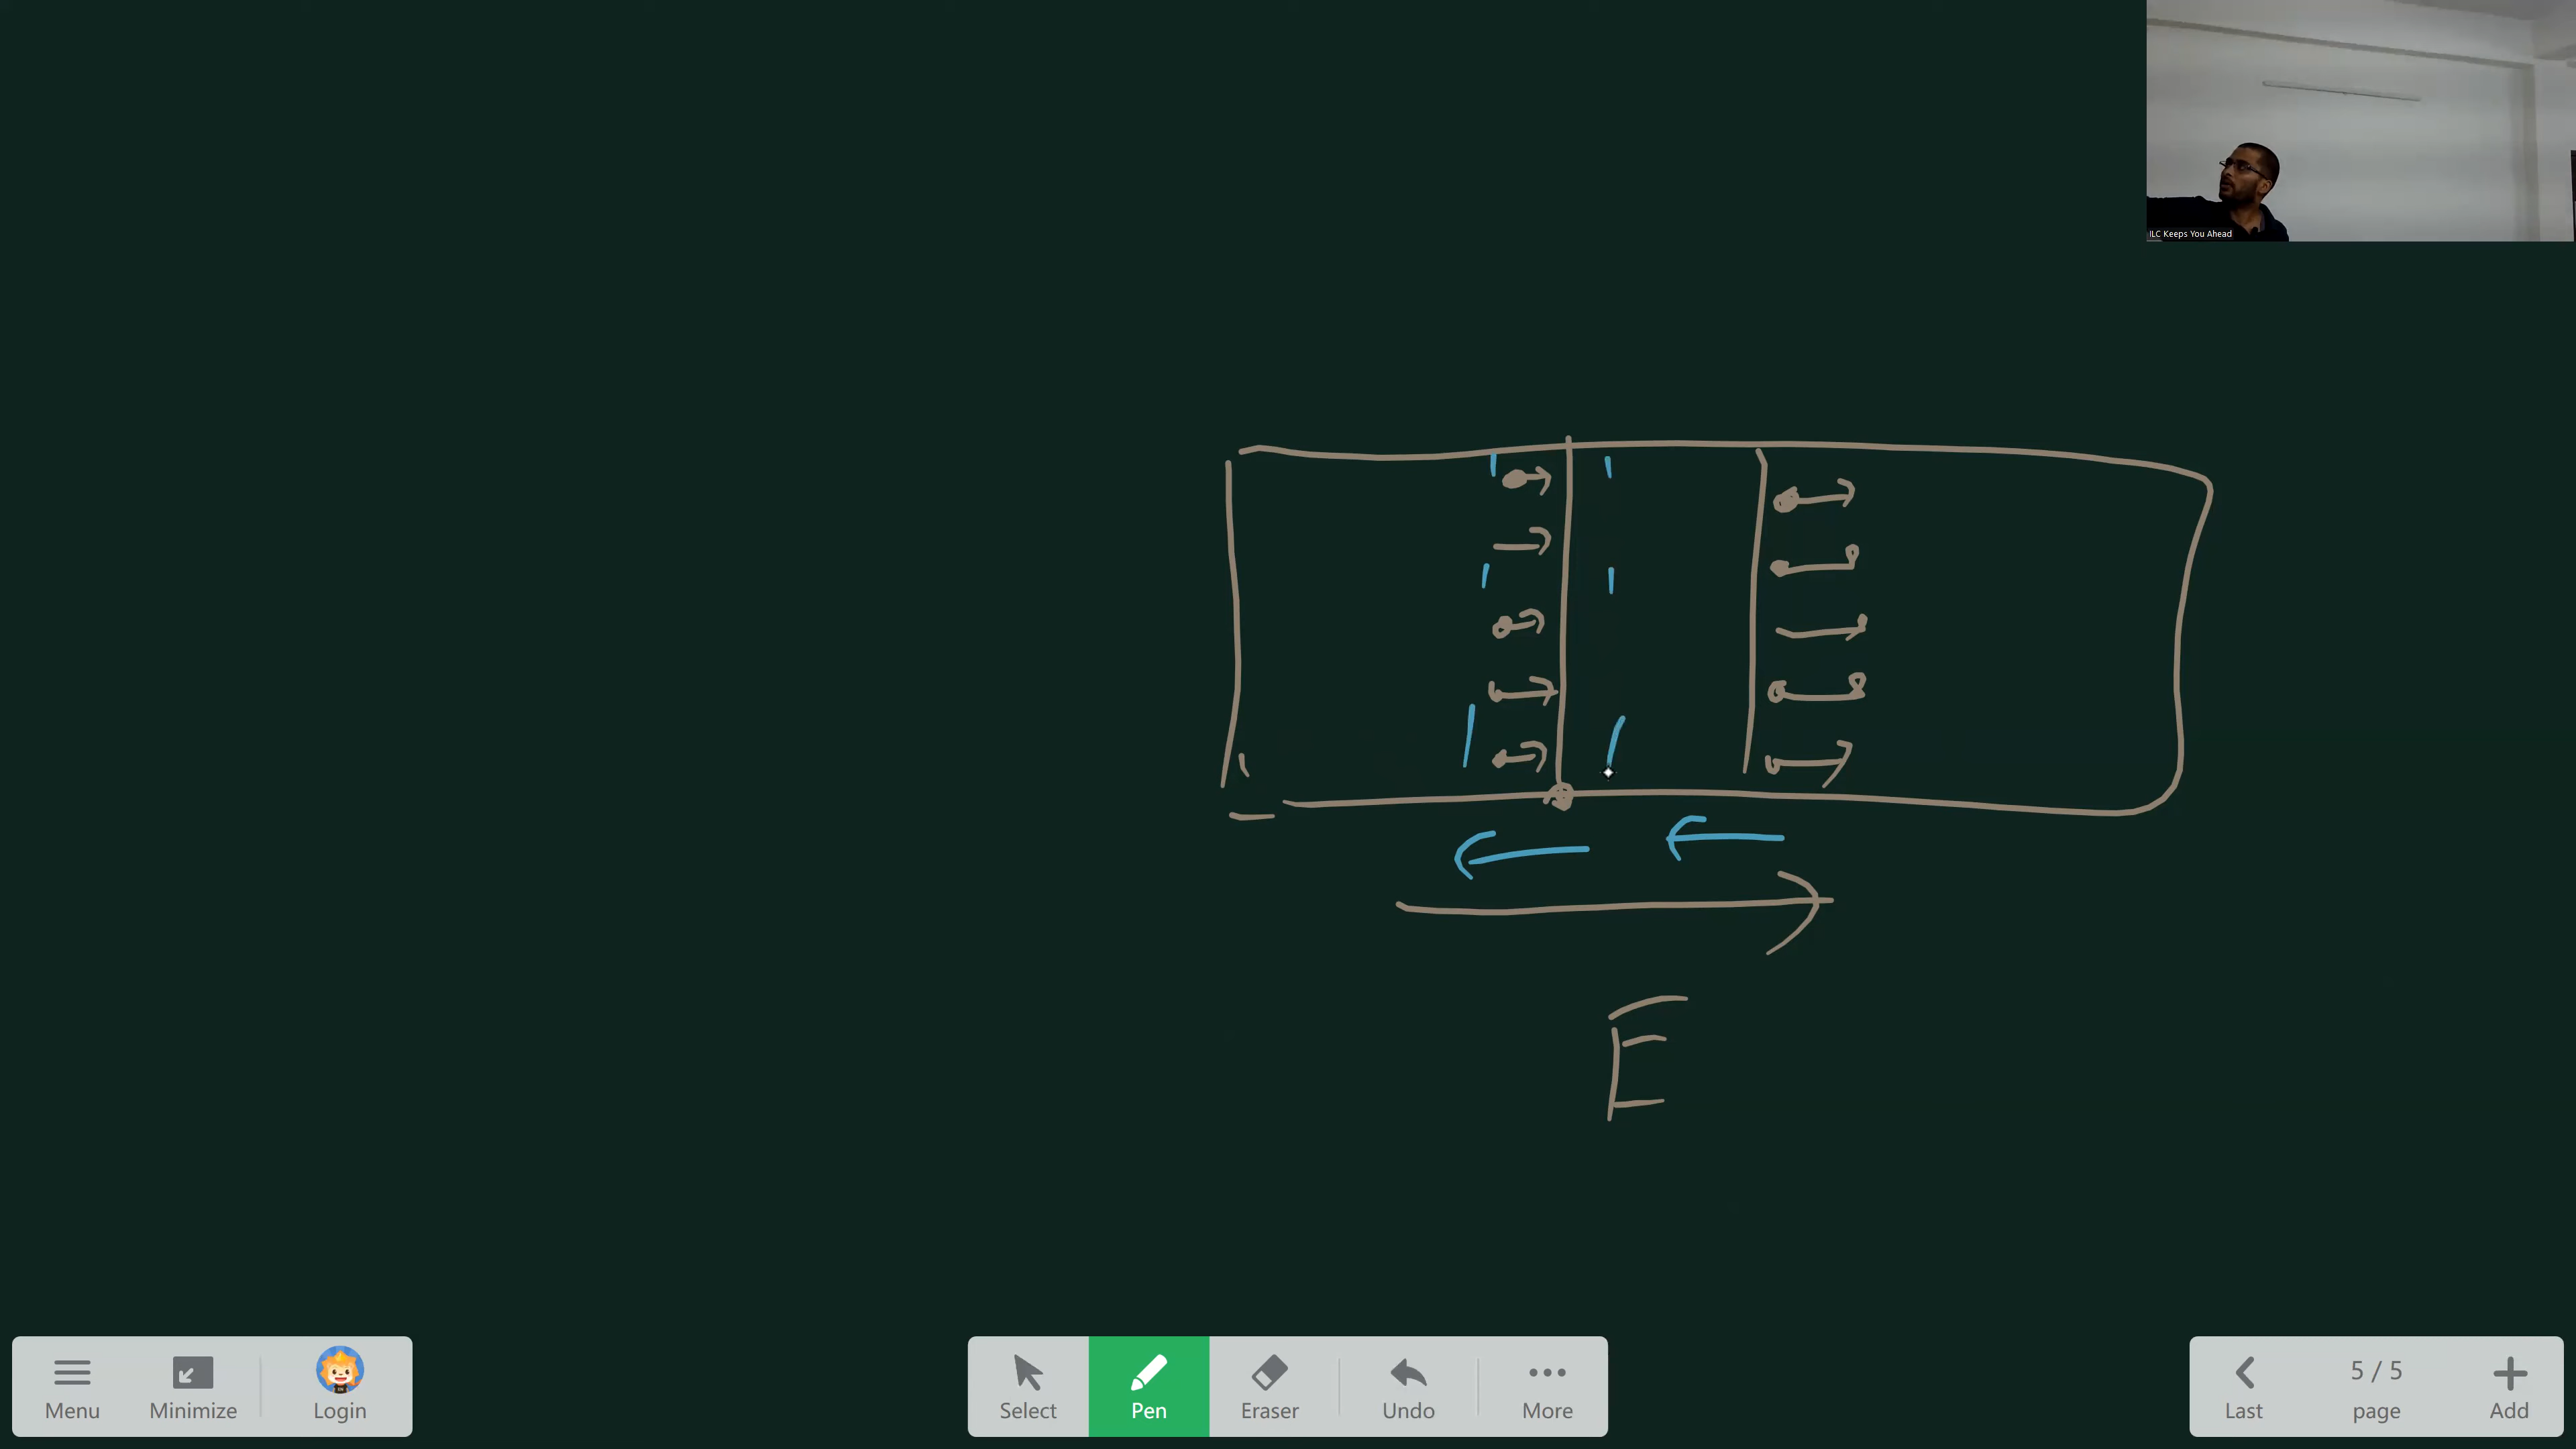 ILC Keeps You Ahead
E
Menu
Minimize
Login
Select
Pen
Eraser
Undo
More
Last
5 / 5
page
Add